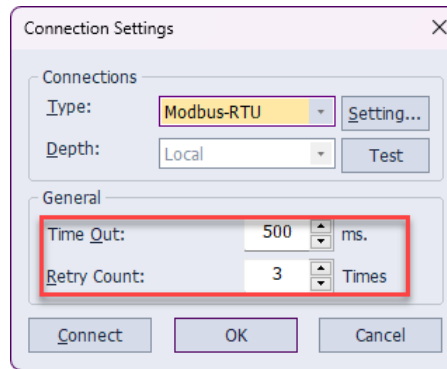 Connection Settings
Connections
Type: Modbus-RTU Setting...
Depth: Local Test
General
Time Out: 500 ms.
Retry Count: 3 Times
Connect OK Cancel